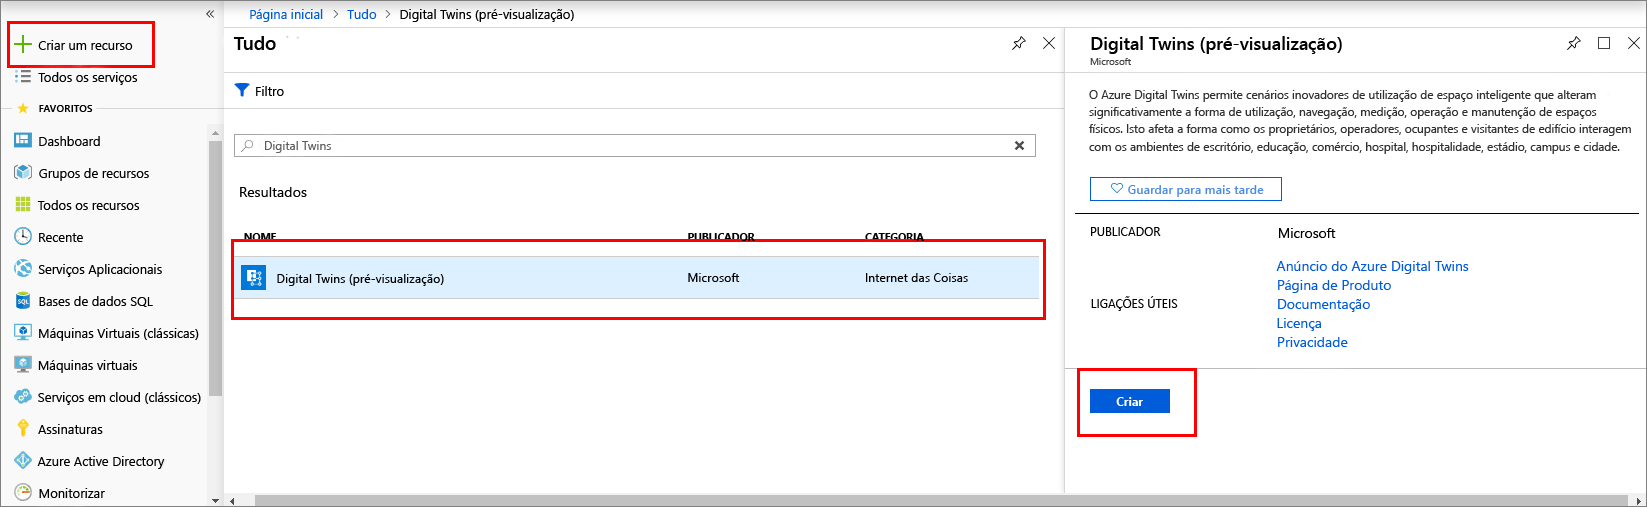 «
Criar um recurso
Todos os serviços
FAVORITOS
Dashboard
Grupos de recursos
Todos os recursos
Recente
Serviços Aplicacionais
Bases de dados SQL
Máquinas Virtuais (clássicas)
Máquinas virtuais
Serviços em cloud (clássicos)
Assinaturas
Azure Active Directory
Monitorizar
Página inicial > Tudo > Digital Twins (pré-visualização)
Tudo
Filtro
Digital Twins
Resultados
NOME PUBLICADOR CATEGORIA
Digital Twins (pré-visualização) Microsoft Internet das Coisas
Digital Twins (pré-visualização)
Microsoft
O Azure Digital Twins permite cenários inovadores de utilização de espaço inteligente que alteram
significativamente a forma de utilização, navegação, medição, operação e manutenção de espaços
físicos. Isto afeta a forma como os proprietários, operadores, ocupantes e visitantes de edifício interagem
com os ambientes de escritório, educação, comércio, hospital, hospitalidade, estádio, campus e cidade.
Guardar para mais tarde
PUBLICADOR Microsoft
LIGAÇÕES ÚTEIS
Anúncio do Azure Digital Twins
Página de Produto
Documentação
Licença
Privacidade
Criar